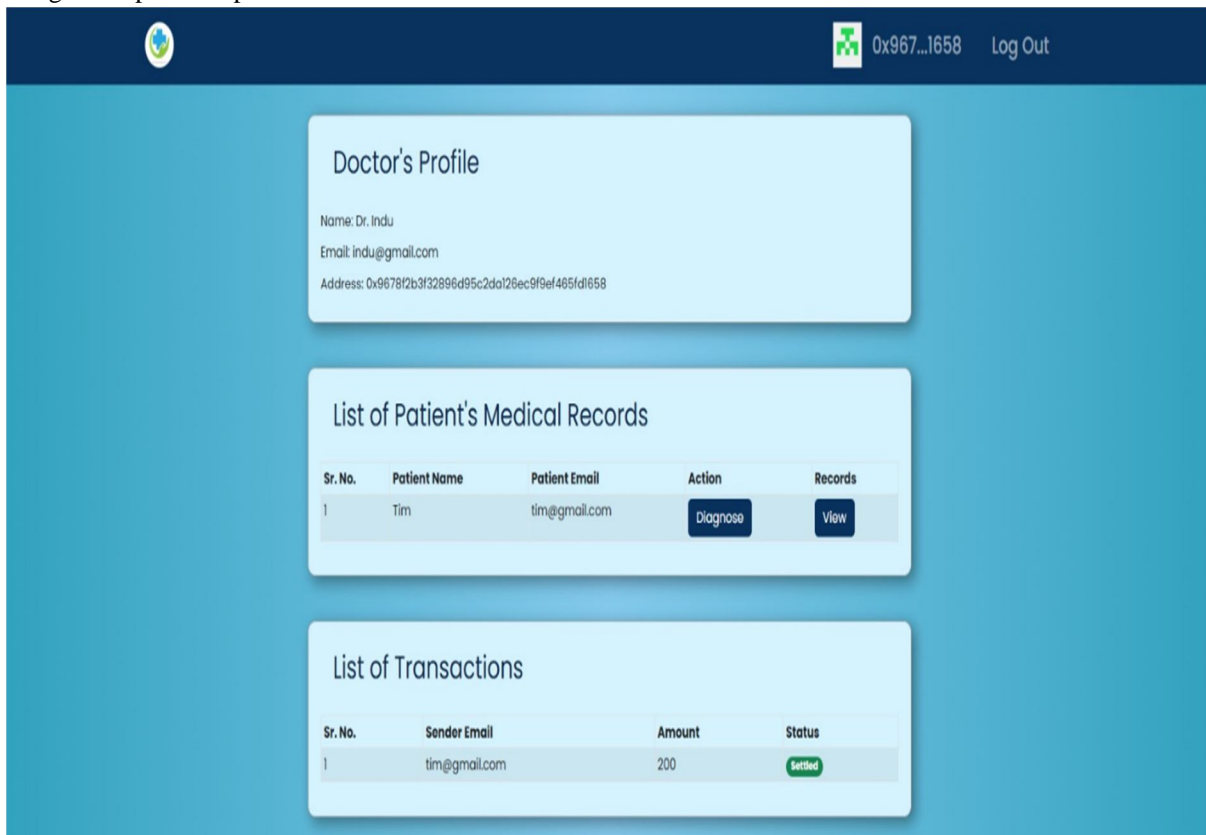 0x967...1658 Log Out
Doctor's Profile
Name: Dr. Indu
Email: indu@gmail.com
Address: 0x9678f2b3f32896d95c2da126ec9f9ef465fd1658
List of Patient's Medical Records
Sr. No. Patient Name Patient Email Action Records
1 Tim tim@gmail.com Diagnose View
List of Transactions
Sr. No. Sender Email Amount Status
1 tim@gmail.com 200 Settled